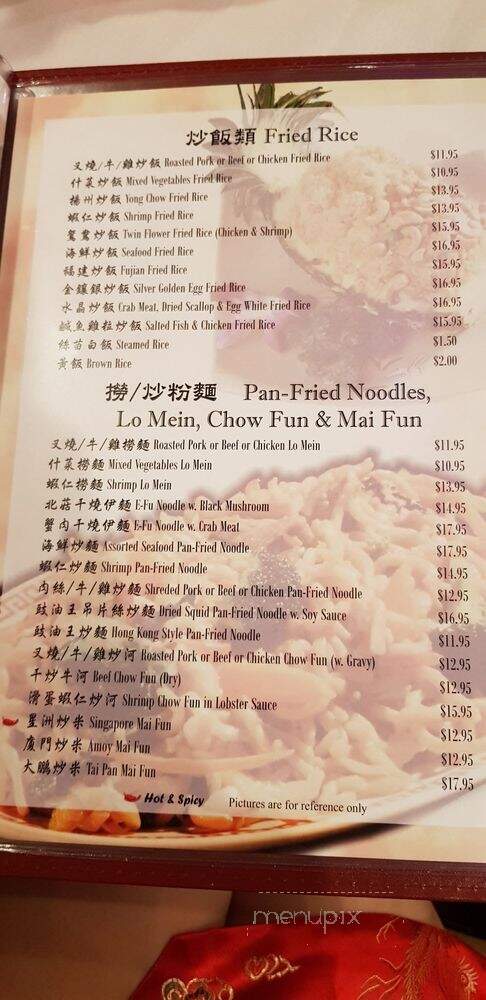 炒飯類 Fried Rice
叉燒/牛/雞炒飯 Roasted Pork or Beef or Chicken Fried Rice $11.95
什菜炒飯 Mixed Vegetables Fried Rice $10.95
揚州炒飯 Yong Chow Fried Rice $13.95
蝦仁炒飯 Shrimp Fried Rice $13.95
鴛鴦炒飯 Twin Flower Fried Rice (Chicken & Shrimp) $15.95
海鮮炒飯 Seafood Fried Rice $16.95
福建炒飯 Fujian Fried Rice $15.95
金鑲銀炒飯 Silver Golden Egg Fried Rice $16.95
水晶炒飯 Crab Meat, Dried Scallop & Egg White Fried Rice $16.95
鹹魚雞粒炒飯 Salted Fish & Chicken Fried Rice $15.95
絲苗白飯 Steamed Rice $1.50
黃飯 Brown Rice $2.00
撈/炒粉麵 Pan-Fried Noodles,
Lo Mein, Chow Fun & Mai Fun
叉燒/牛/雞撈麵 Roasted Pork or Beef or Chicken Lo Mein $11.95
什菜撈麵 Mixed Vegetables Lo Mein $10.95
蝦仁撈麵 Shrimp Lo Mein $13.95
北菇干燒伊麵 E-Fu Noodle w. Black Mushroom $14.95
蟹肉干燒伊麵 E-Fu Noodle w. Crab Meat $17.95
海鮮炒麵 Assorted Seafood Pan-Fried Noodle $17.95
蝦仁炒麵 Shrimp Pan-Fried Noodle $14.95
肉絲/牛/雞炒麵 Shreded Pork or Beef or Chicken Pan-Fried Noodle $12.95
豉油王吊片絲炒麵 Dried Squid Pan-Fried Noodle w. Soy Sauce $16.95
豉油王炒麵 Hong Kong Style Pan-Fried Noodle $11.95
叉燒/牛/雞炒河 Roasted Pork or Beef or Chicken Chow Fun (w. Gravy) $12.95
干炒牛河 Beef Chow Fun (Dry) $12.95
滑蛋蝦仁炒河 Shrimp Chow Fun in Lobster Sauce $15.95
星洲炒米 Singapore Mai Fun $12.95
廈門炒米 Amoy Mai Fun $12.95
大鵬炒米 Tai Pan Mai Fun $17.95
Hot & Spicy Pictures are for reference only
menupix